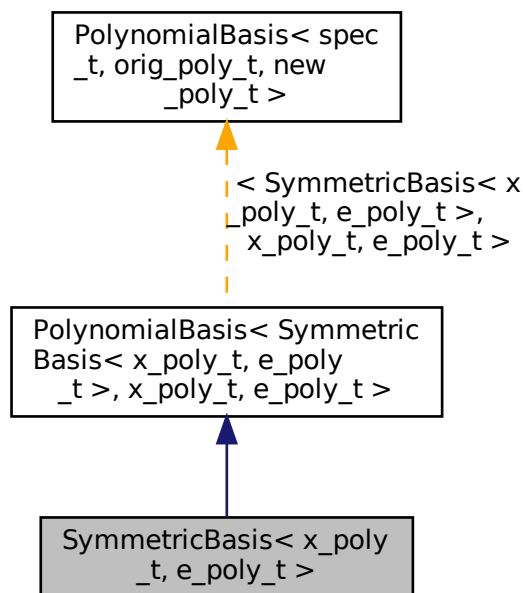 PolynomialBasis< spec
_t, orig_poly_t, new
_poly_t >
< SymmetricBasis< x
_poly_t, e_poly_t >,
x_poly_t, e_poly_t >
PolynomialBasis< Symmetric
Basis< x_poly_t, e_poly
_t >, x_poly_t, e_poly_t >
SymmetricBasis< x_poly
_t, e_poly_t >